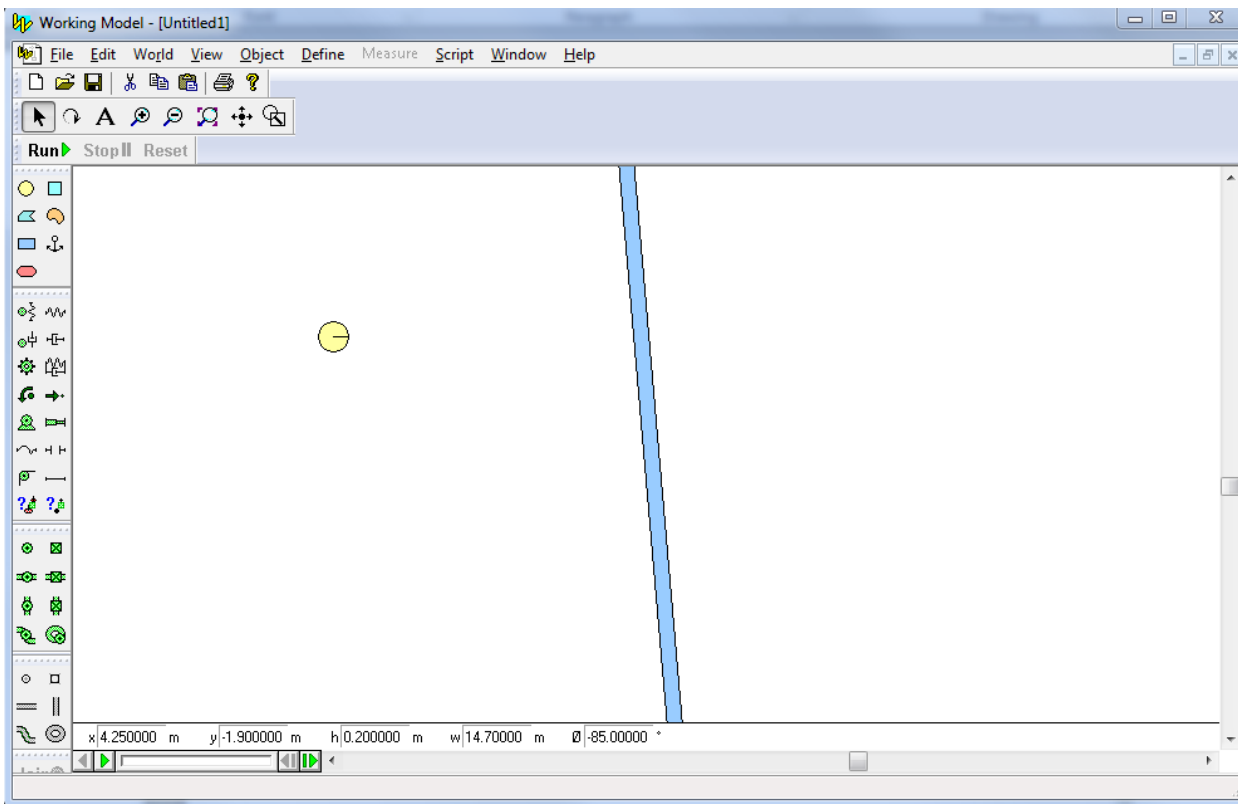 Working Model - [Untitled1]
File Edit World View Object Define Measure Script Window Help
A
Run Stop Reset
x 4.250000 m y -1.900000 m h 0.200000 m w 14.70000 m Ø -85.00000 °